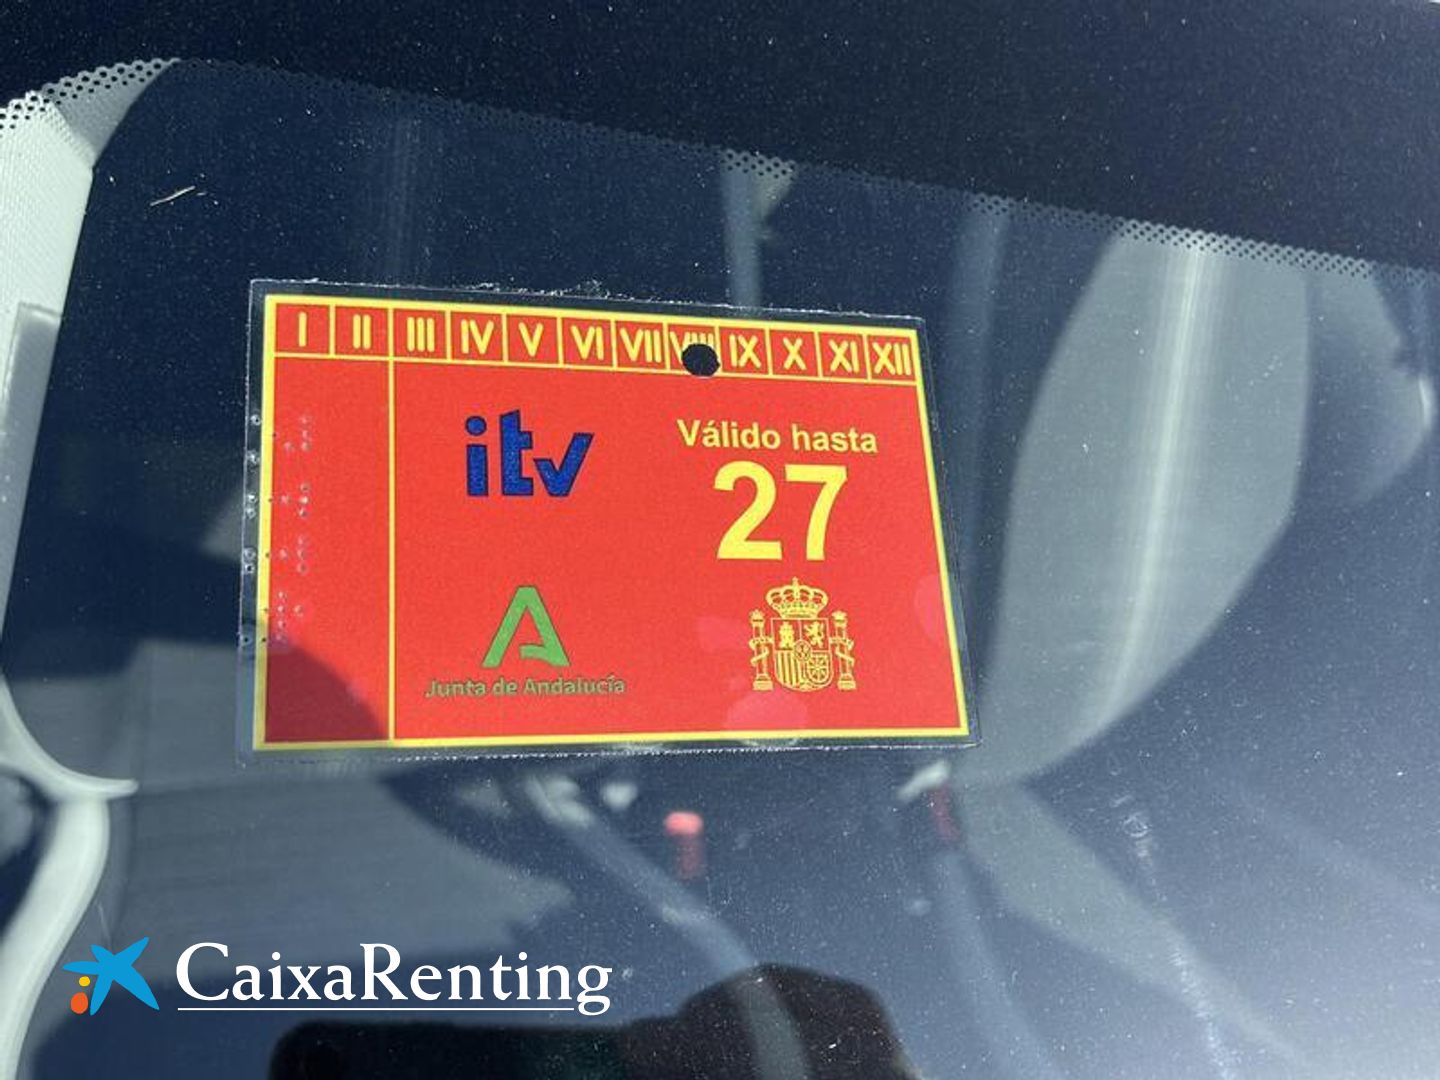 I II III IV V VI VII VIII IX X XI XII
itv
Válido hasta
27
Junta de Andalucía
CaixaRenting